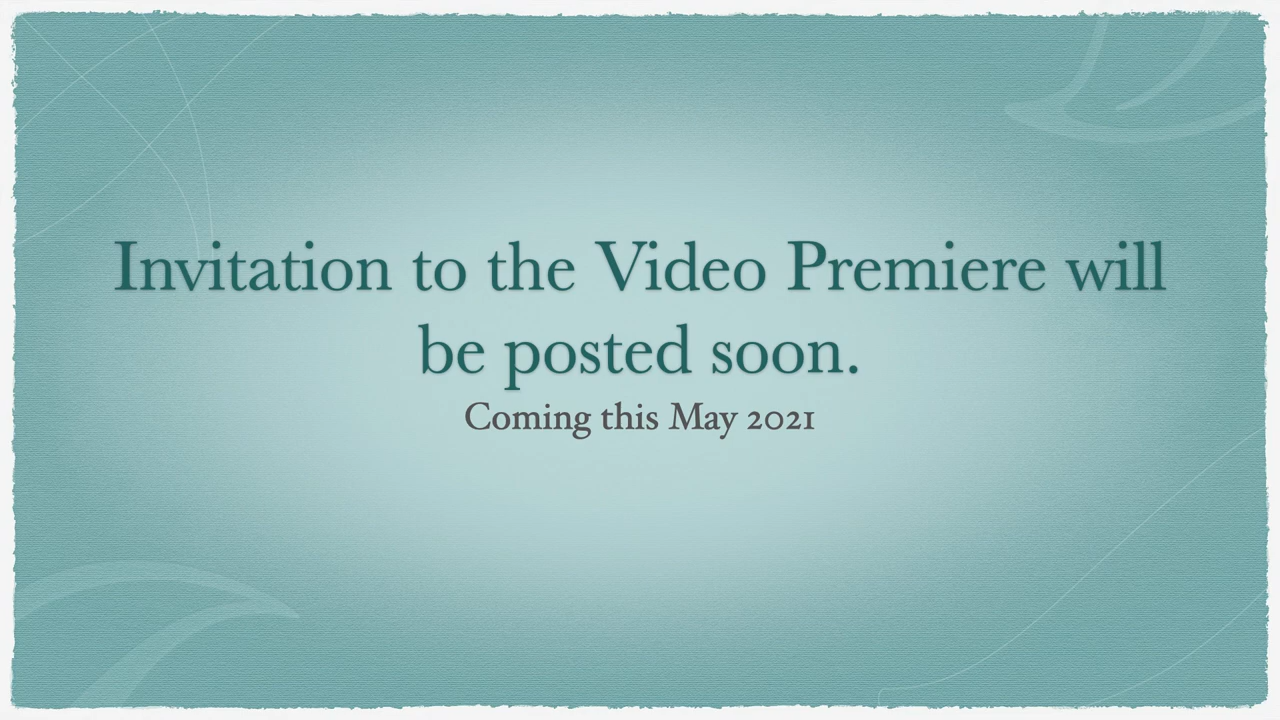 Invitation to the Video Premiere will
be posted soon.
Coming this May 2021